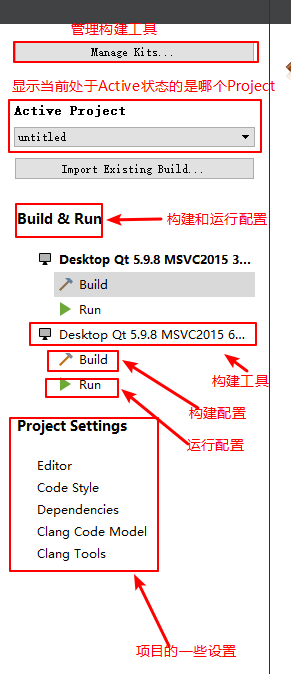 管理构建工具
Manage Kits...
显示当前处于Active状态的是哪个Project
Active Project
untitled
Import Existing Build...
Build & Run
构建和运行配置
Desktop Qt 5.9.8 MSVC2015 3...
Build
Run
Desktop Qt 5.9.8 MSVC2015 6...
Build
构建工具
Run
构建配置
Project Settings
运行配置
Editor
Code Style
Dependencies
Clang Code Model
Clang Tools
项目的一些设置